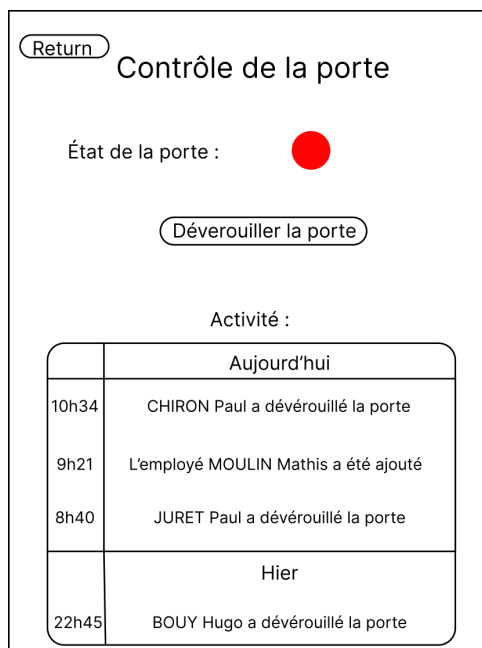 Return
Contrôle de la porte
État de la porte :
Déverouiller la porte
Activité :
Aujourd'hui
10h34 CHIRON Paul a dévérouillé la porte
9h21 L'employé MOULIN Mathis a été ajouté
8h40 JURET Paul a dévérouillé la porte
Hier
22h45 BOUY Hugo a dévérouillé la porte